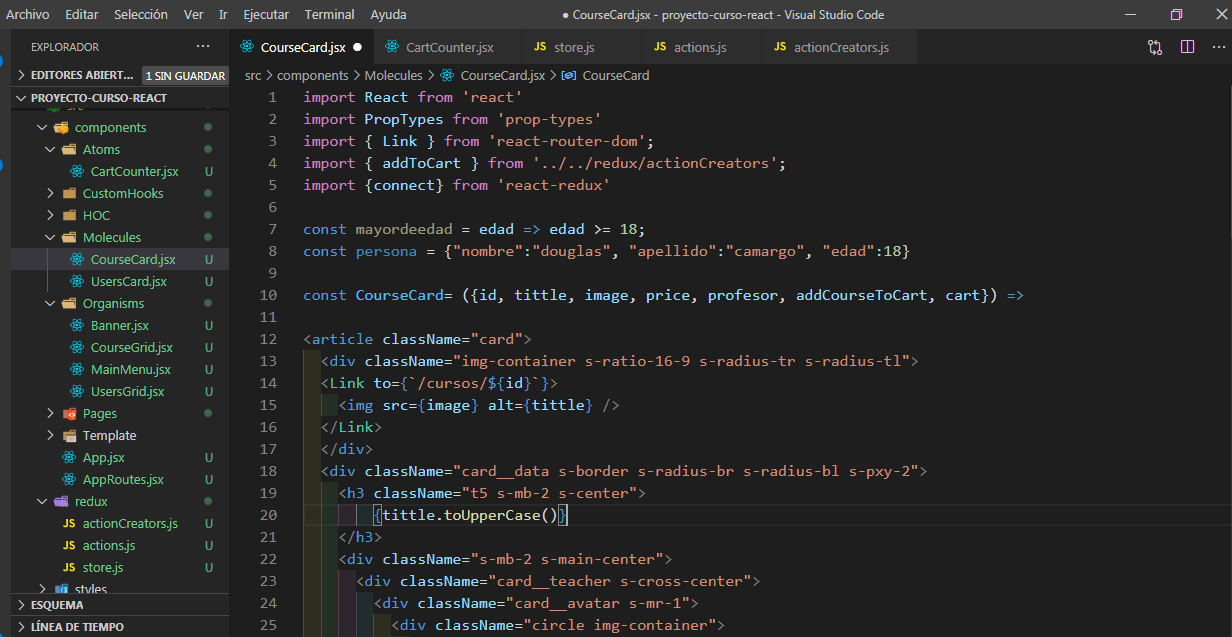 Archivo Editar Selección Ver Ir Ejecutar Terminal Ayuda ● CourseCard.jsx - proyecto-curso-react - Visual Studio Code
EXPLORADOR ···
CourseCard.jsx ● CartCounter.jsx JS store.js JS actions.js JS actionCreators.js
EDITORES ABIERT... 1 SIN GUARDAR
src > components > Molecules > CourseCard.jsx > CourseCard
PROYECTO-CURSO-REACT
src
components
Atoms
CartCounter.jsx U
CustomHooks
HOC
Molecules
CourseCard.jsx U
UsersCard.jsx U
Organisms
Banner.jsx U
CourseGrid.jsx U
MainMenu.jsx U
UsersGrid.jsx U
Pages
Template
App.jsx U
AppRoutes.jsx U
redux
JS actionCreators.js U
JS actions.js U
JS store.js U
styles
ESQUEMA
LÍNEA DE TIEMPO
1 import React from 'react'
2 import PropTypes from 'prop-types'
3 import { Link } from 'react-router-dom';
4 import { addToCart } from '../../redux/actionCreators';
5 import {connect} from 'react-redux'
6
7 const mayordeedad = edad => edad >= 18;
8 const persona = {"nombre":"douglas", "apellido":"camargo", "edad":18}
9
10 const CourseCard= ({id, tittle, image, price, profesor, addCourseToCart, cart}) =>
11
12 <article className="card">
13 <div className="img-container s-ratio-16-9 s-radius-tr s-radius-tl">
14 <Link to={`/cursos/${id}`}>
15 <img src={image} alt={tittle} />
16 </Link>
17 </div>
18 <div className="card__data s-border s-radius-br s-radius-bl s-pxy-2">
19 <h3 className="t5 s-mb-2 s-center">
20 {tittle.toUpperCase()}
21 </h3>
22 <div className="s-mb-2 s-main-center">
23 <div className="card__teacher s-cross-center">
24 <div className="card__avatar s-mr-1">
25 <div className="circle img-container">